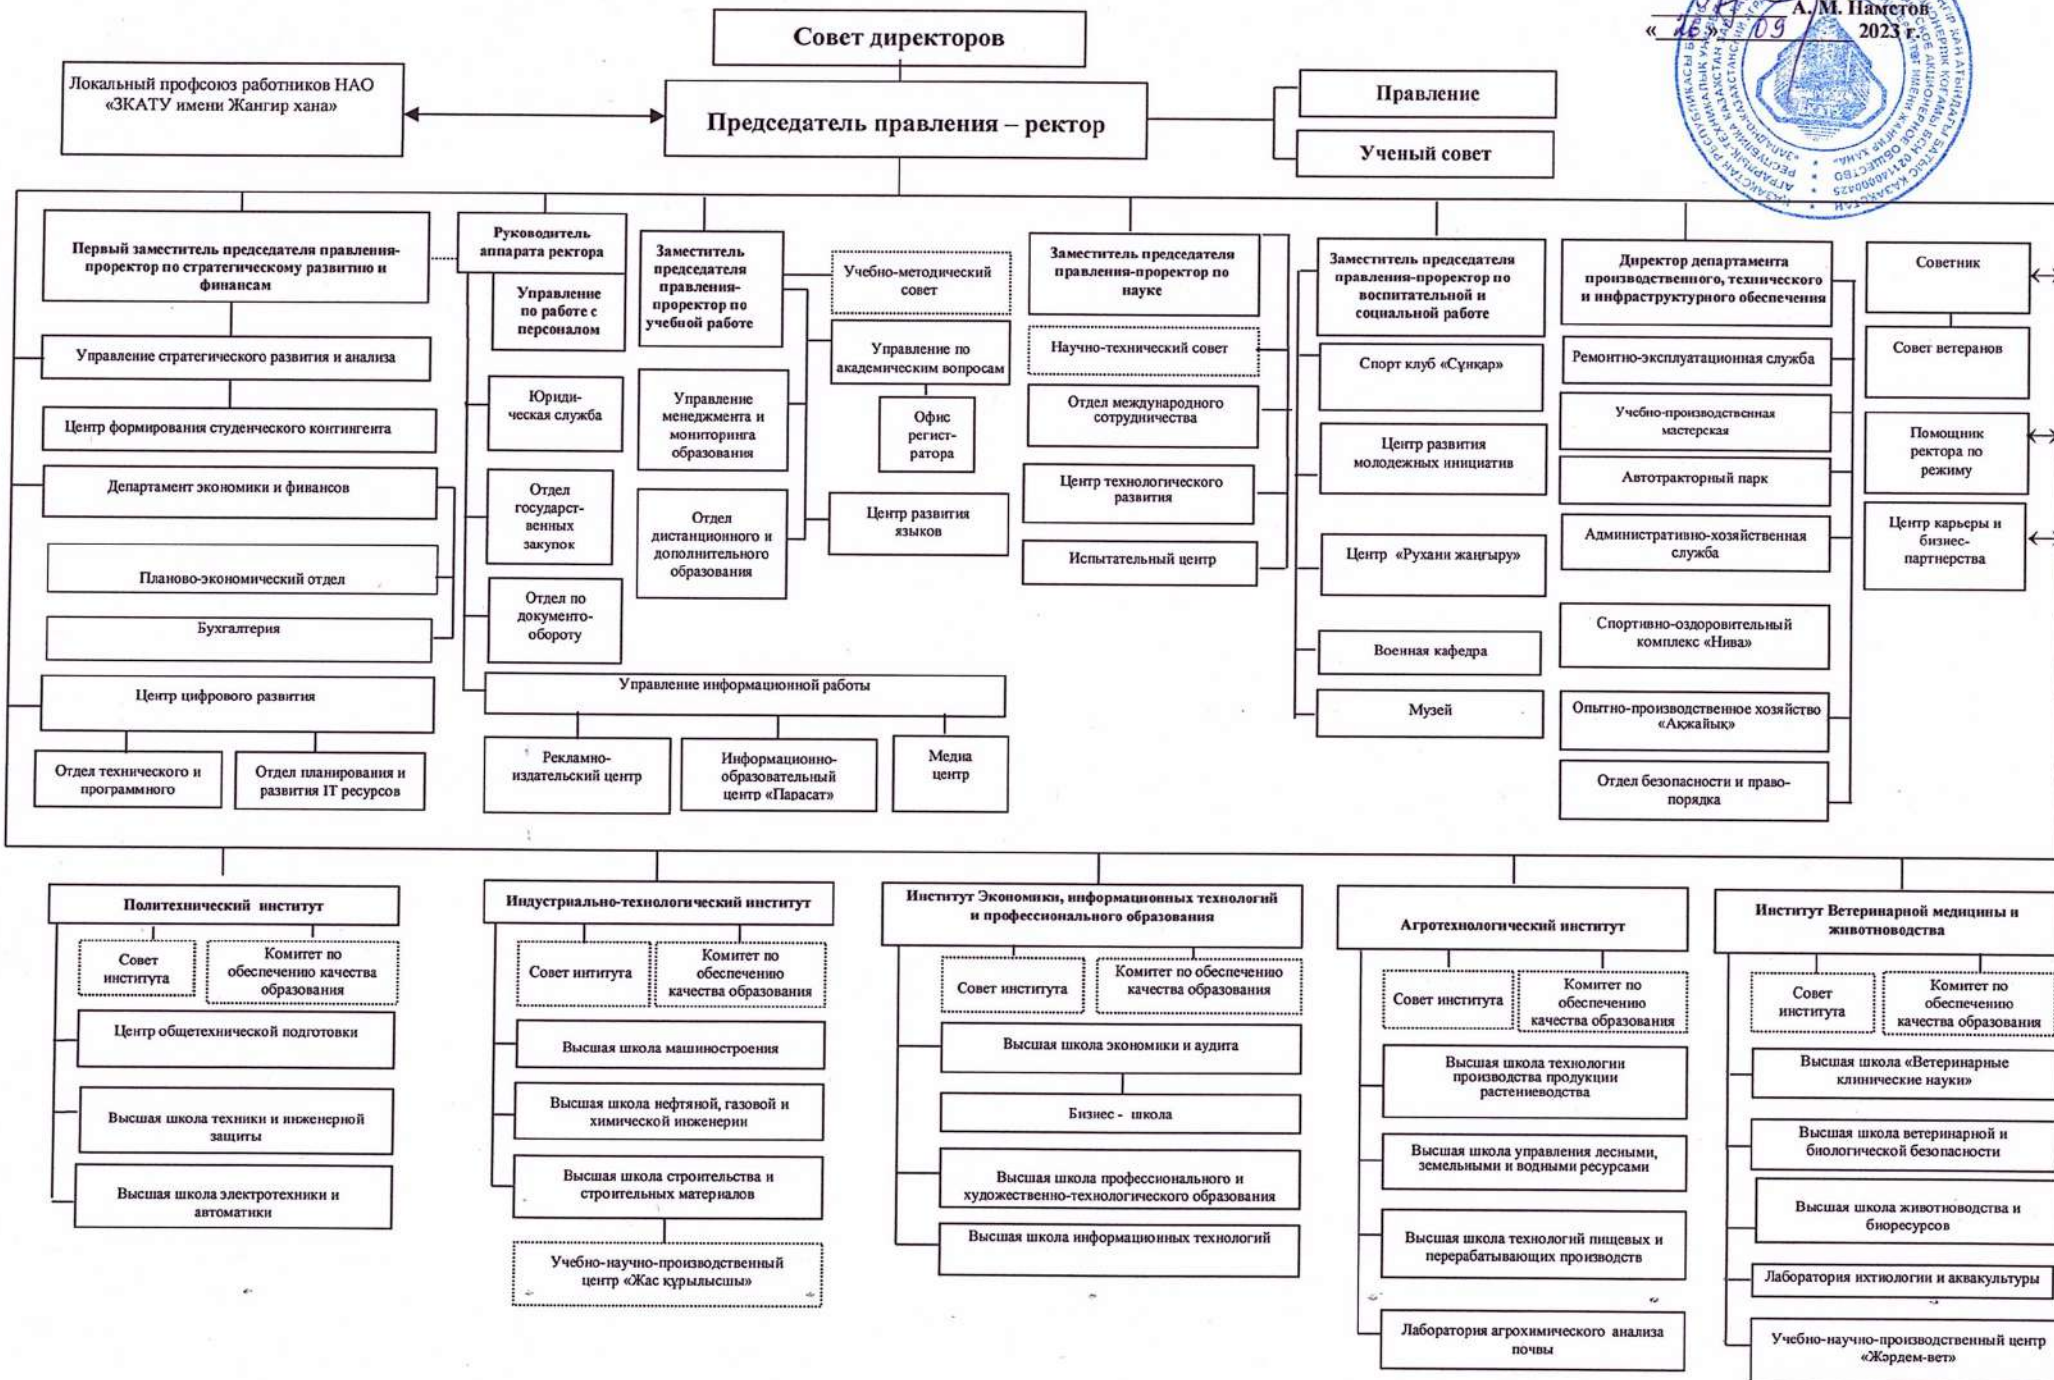 А. М. Наметов
« 26 » 09 2023 г.
Совет директоров
Локальный профсоюз работников НАО
«ЗКАТУ имени Жангир хана»
Председатель правления – ректор
Правление
Ученый совет
Первый заместитель председателя правления-
проректор по стратегическому развитию и
финансам
Управление стратегического развития и анализа
Центр формирования студенческого контингента
Департамент экономики и финансов
Планово-экономический отдел
Бухгалтерия
Центр цифрового развития
Отдел технического и
программного
Отдел планирования и
развития IT ресурсов
Руководитель
аппарата ректора
Управление
по работе с
персоналом
Юриди-
ческая служба
Отдел
государст-
венных
закупок
Отдел по
документо-
обороту
Управление информационной работы
Рекламно-
издательский центр
Информационно-
образовательный
центр «Парасат»
Медиа
центр
Заместитель
председателя
правления-
проректор по
учебной работе
Управление
менеджмента и
мониторинга
образования
Отдел
дистанционного и
дополнительного
образования
Учебно-методический
совет
Управление по
академическим вопросам
Офис
регист-
ратора
Центр развития
языков
Заместитель председателя
правления-проректор по
науке
Научно-технический совет
Отдел международного
сотрудничества
Центр технологического
развития
Испытательный центр
Заместитель председателя
правления-проректор по
воспитательной и
социальной работе
Спорт клуб «Сұнқар»
Центр развития
молодежных инициатив
Центр «Рухани жаңғыру»
Военная кафедра
Музей
Директор департамента
производственного, технического
и инфраструктурного обеспечения
Ремонтно-эксплуатационная служба
Учебно-производственная
мастерская
Автотракторный парк
Административно-хозяйственная
служба
Спортивно-оздоровительный
комплекс «Нива»
Опытно-производственное хозяйство
«Ақжайық»
Отдел безопасности и право-
порядка
Советник
Совет ветеранов
Помощник
ректора по
режиму
Центр карьеры и
бизнес-
партнерства
Политехнический институт
Совет
института
Комитет по
обеспечению качества
образования
Центр общетехнической подготовки
Высшая школа техники и инженерной
защиты
Высшая школа электротехники и
автоматики
Индустриально-технологический институт
Совет интитута
Комитет по
обеспечению
качества образования
Высшая школа машиностроения
Высшая школа нефтяной, газовой и
химической инженерии
Высшая школа строительства и
строительных материалов
Учебно-научно-производственный
центр «Жас құрылысшы»
Институт Экономики, информационных технологий
и профессионального образования
Совет института
Комитет по обеспечению
качества образования
Высшая школа экономики и аудита
Бизнес - школа
Высшая школа профессионального и
художественно-технологического образования
Высшая школа информационных технологий
Агротехнологический институт
Совет института
Комитет по
обеспечению
качества образования
Высшая школа технологии
производства продукции
растениеводства
Высшая школа управления лесными,
земельными и водными ресурсами
Высшая школа технологий пищевых и
перерабатывающих производств
Лаборатория агрохимического анализа
почвы
Институт Ветеринарной медицины и
животноводства
Совет
института
Комитет по
обеспечению
качества образования
Высшая школа «Ветеринарные
клинические науки»
Высшая школа ветеринарной и
биологической безопасности
Высшая школа животноводства и
биоресурсов
Лаборатория ихтиологии и аквакультуры
Учебно-научно-производственный центр
«Жәрдем-вет»